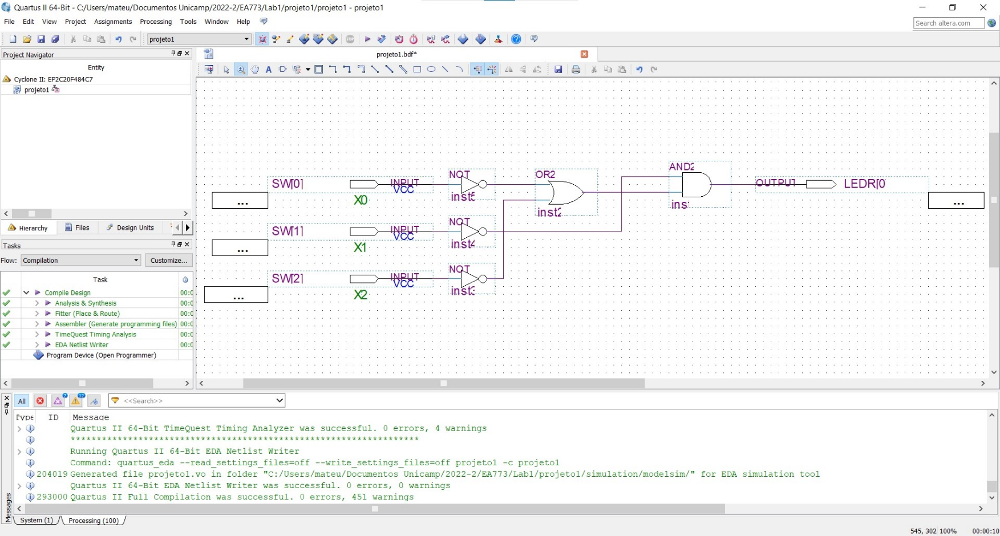 Quartus II 64-Bit - C:/Users/mateu/Documentos Unicamp/2022-2/EA773/Lab1/projeto1/projeto1 - projeto1
File Edit View Project Assignments Processing Tools Window Help
Search altera.com
projeto1
Project Navigator
projeto1.bdf*
Entity
Cyclone II: EP2C20F484C7
projeto1
Hierarchy Files Design Units
Tasks
Flow: Compilation Customize...
Task
Compile Design 00:0
Analysis & Synthesis 00:0
Fitter (Place & Route) 00:0
Assembler (Generate programming files) 00:0
TimeQuest Timing Analysis 00:0
EDA Netlist Writer 00:0
Program Device (Open Programmer)
AND2
NOT OR2
SW[0] INPUT OUTPUT LEDR[0
VCC
X0 inst5 inst
... inst2 ...
NOT
SW[1] INPUT
VCC
X1 inst4
...
NOT
SW[2] INPUT
VCC
X2 inst3
...
All 2 12 <<Search>>
Type ID Message
Quartus II 64-Bit TimeQuest Timing Analyzer was successful. 0 errors, 4 warnings
*******************************************************************
Running Quartus II 64-Bit EDA Netlist Writer
Command: quartus_eda --read_settings_files=off --write_settings_files=off projeto1 -c projeto1
204019 Generated file projeto1.vo in folder "C:/Users/mateu/Documentos Unicamp/2022-2/EA773/Lab1/projeto1/simulation/modelsim/" for EDA simulation tool
Quartus II 64-Bit EDA Netlist Writer was successful. 0 errors, 0 warnings
293000 Quartus II Full Compilation was successful. 0 errors, 451 warnings
Messages
System (1) Processing (100)
545, 302 100% 00:00:10